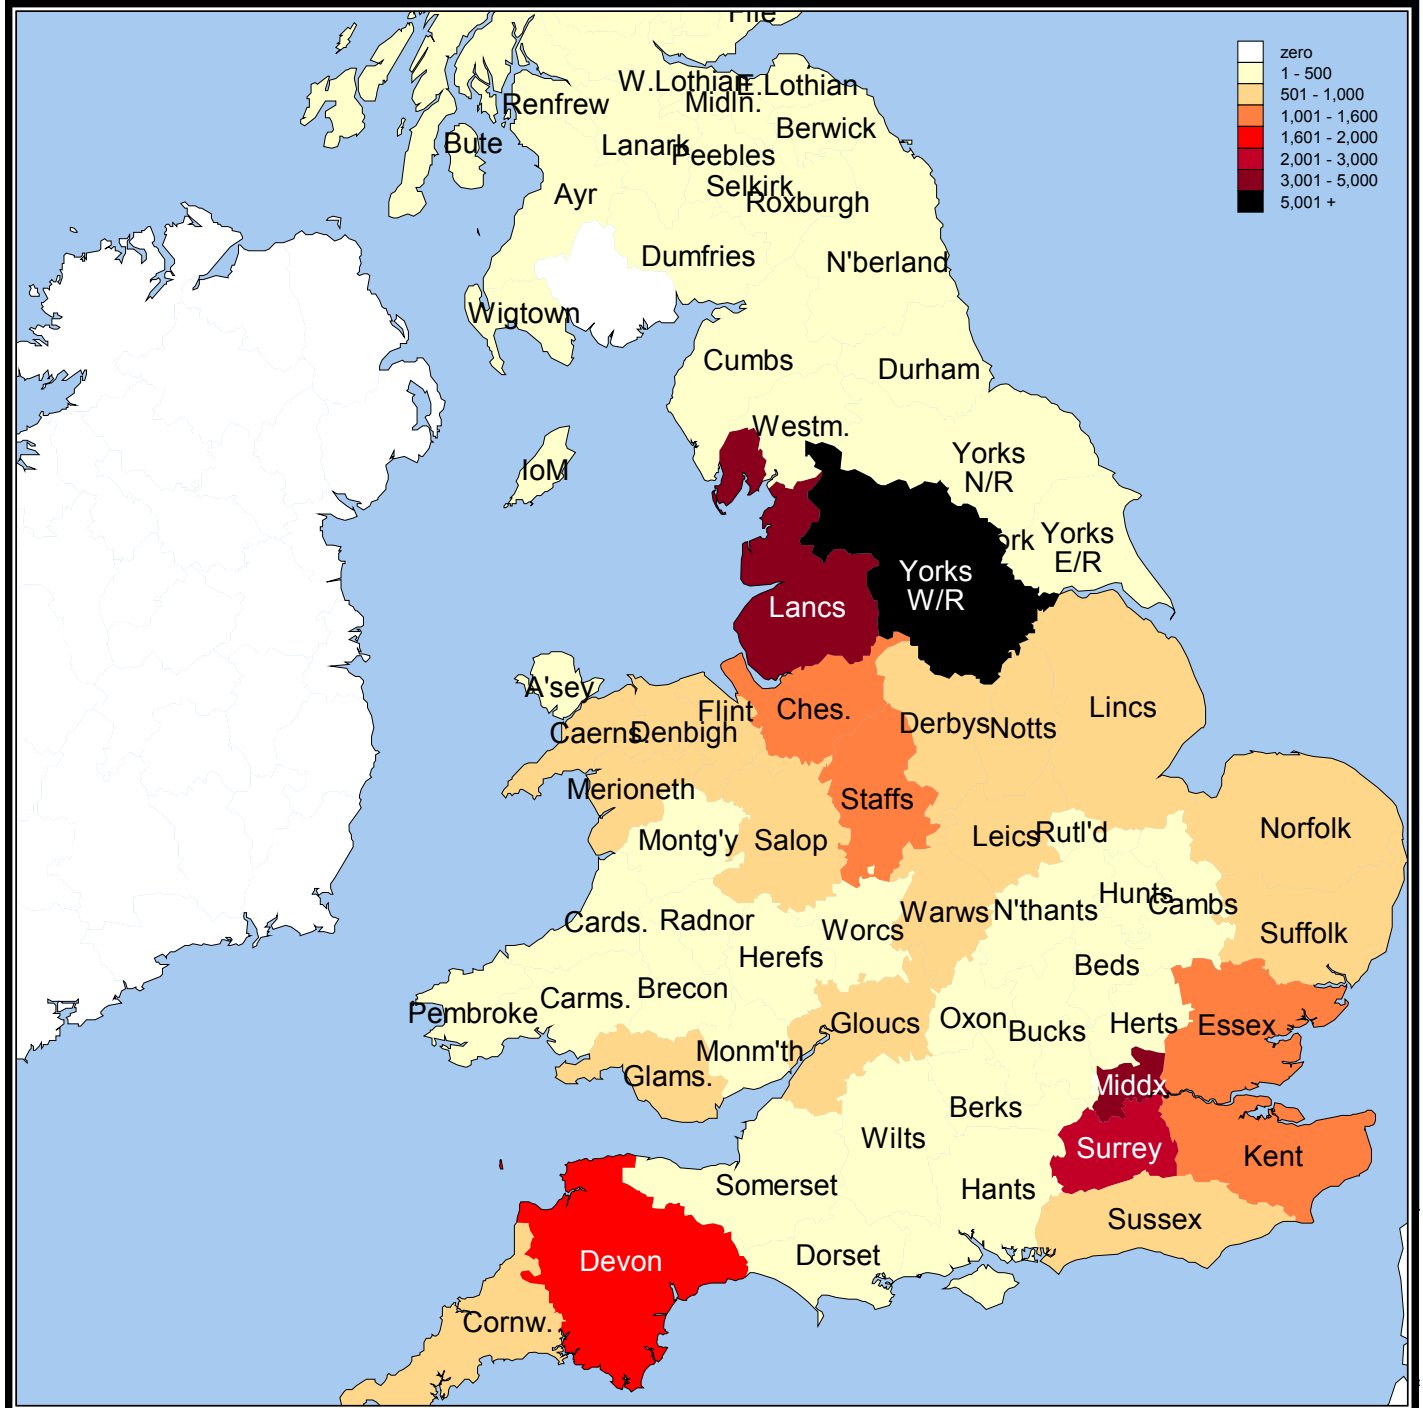 zero
1 - 500
501 - 1,000
1,001 - 1,600
1,601 - 2,000
2,001 - 3,000
3,001 - 5,000
5,001 +
W.Lothian
E.Lothian
Renfrew
Midln.
Bute
Lanark
Berwick
Peebles
Ayr
Selkirk
Roxburgh
Dumfries
N'berland
Wigtown
Cumbs
Durham
Westm.
IoM
Yorks
N/R
Yorks
E/R
Yorks
W/R
Lancs
A'sey
Flint
Ches.
Caerns.
Denbigh
Derbys
Notts
Lincs
Merioneth
Staffs
Montg'y
Salop
Leics
Rutl'd
Norfolk
Hunts
Cambs
Cards.
Radnor
Worcs
Warws
N'thants
Suffolk
Herefs
Beds
Brecon
Carms.
Pembroke
Gloucs
Oxon
Bucks
Herts
Essex
Monm'th
Glams.
Middx
Berks
Wilts
Surrey
Kent
Somerset
Hants
Sussex
Devon
Dorset
Cornw.